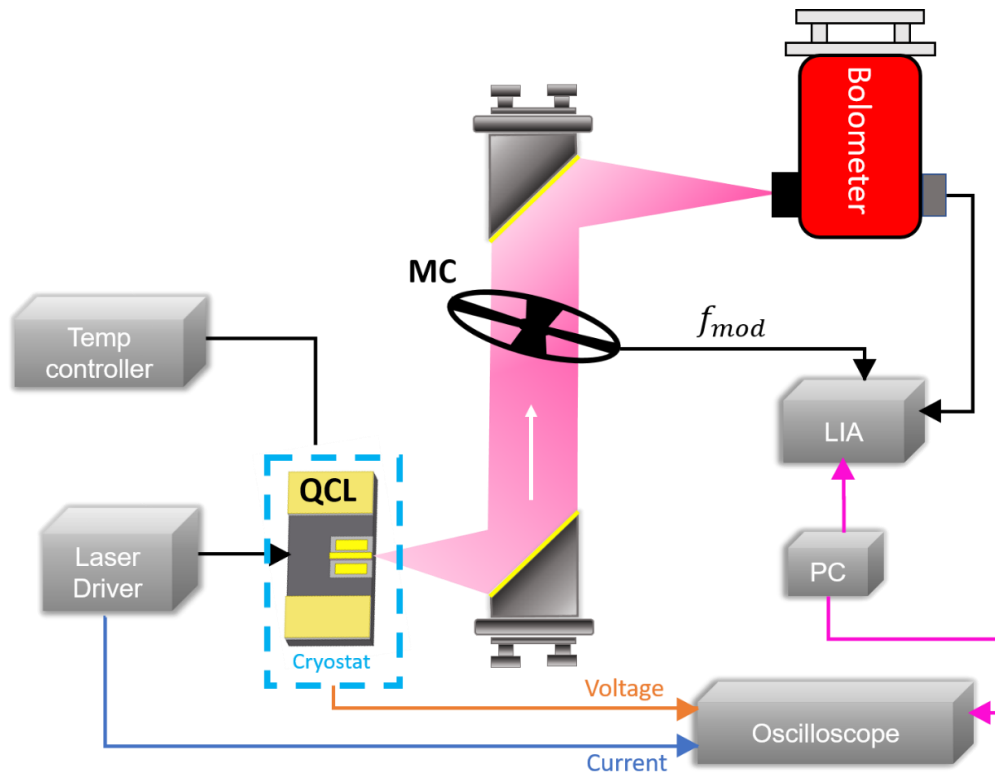 Bolometer
MC
f_mod
Temp
controller
LIA
QCL
Laser
Driver
PC
Cryostat
Voltage
Oscilloscope
Current